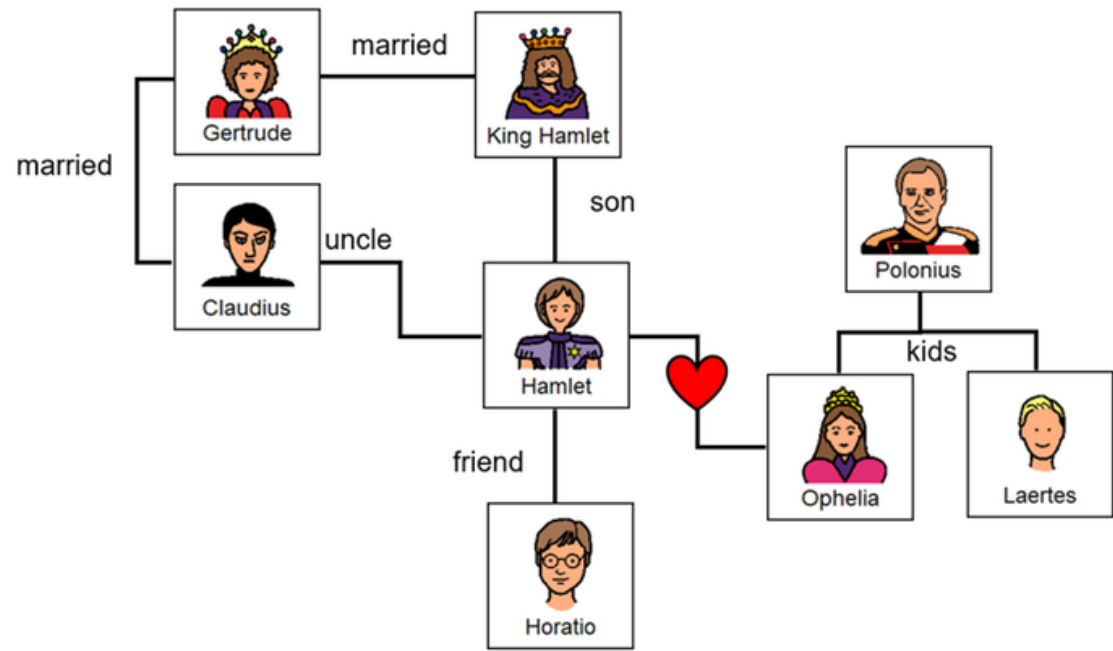 married
Gertrude
King Hamlet
married
son
uncle
Claudius
Polonius
Hamlet
kids
friend
Ophelia
Laertes
Horatio